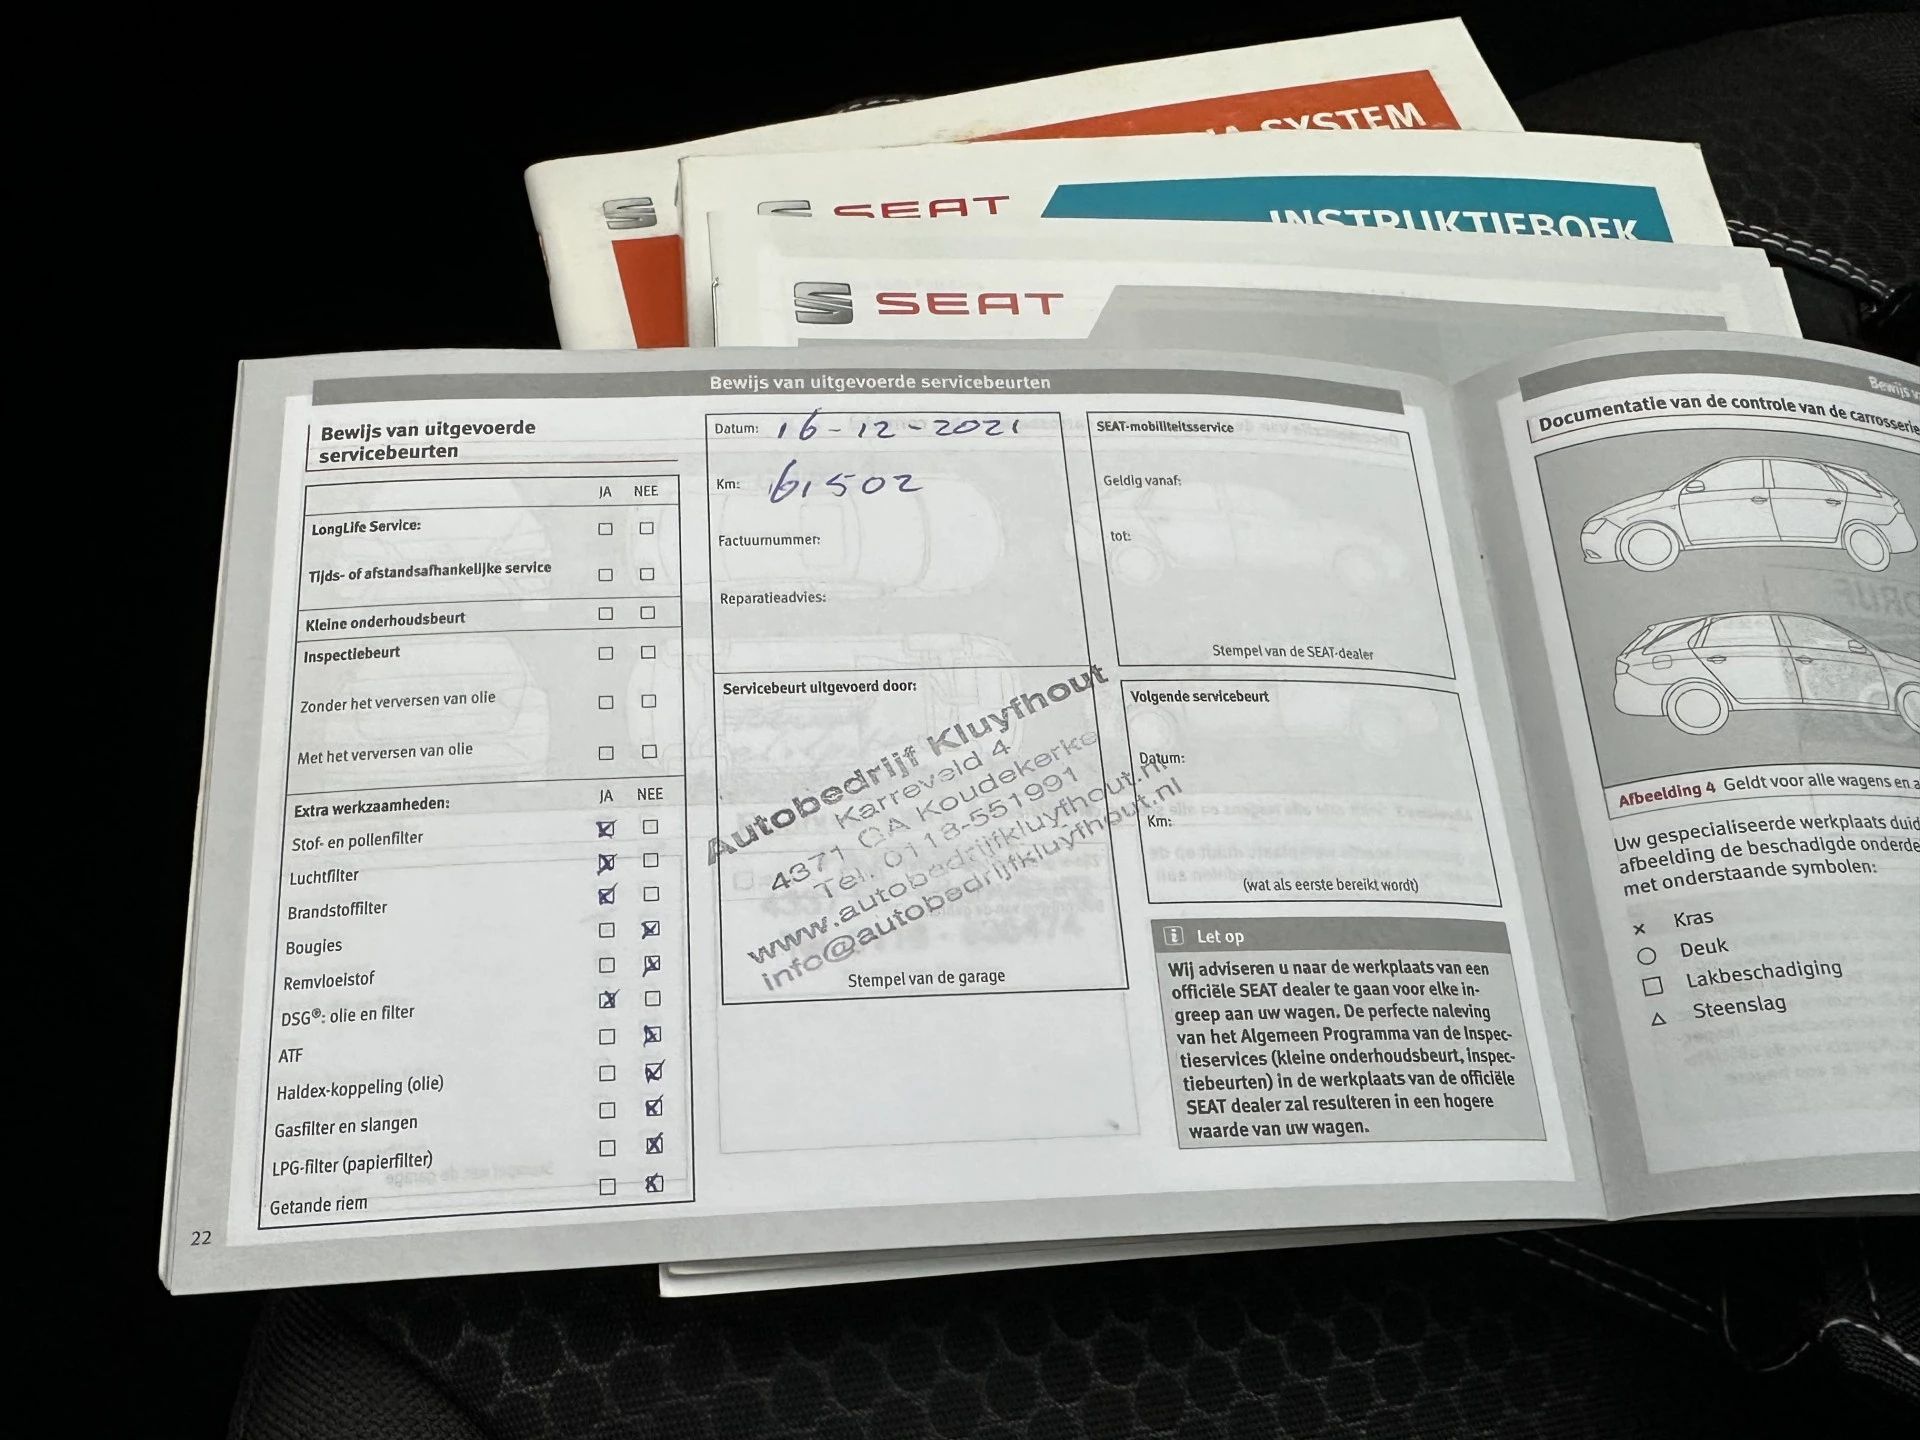 SYSTEM
SEAT
INSTRUKTIEBOEK
SEAT
Bewijs van uitgevoerde servicebeurten
Bewijs van uitgevoerde
servicebeurten
JA NEE
LongLife Service:
Tijds- of afstandsafhankelijke service
Kleine onderhoudsbeurt
Inspectiebeurt
Zonder het verversen van olie
Met het verversen van olie
Extra werkzaamheden: JA NEE
Stof- en pollenfilter
Luchtfilter
Brandstoffilter
Bougies
Remvloeistof
DSG®: olie en filter
ATF
Haldex-koppeling (olie)
Gasfilter en slangen
LPG-filter (papierfilter)
Getande riem
22
Datum: 16-12-2021
Km: 61502
Factuurnummer:
Reparatieadvies:
Servicebeurt uitgevoerd door:
Autobedrijf Kluyfhout
Karreveld 4
4371 GA Koudekerke
Tel. 0118-551991
www.autobedrijfkluyfhout.nl
info@autobedrijfkluyfhout.nl
Stempel van de garage
SEAT-mobiliteitsservice
Geldig vanaf:
tot:
Stempel van de SEAT-dealer
Volgende servicebeurt
Datum:
Km:
(wat als eerste bereikt wordt)
i Let op
Wij adviseren u naar de werkplaats van een
officiële SEAT dealer te gaan voor elke in-
greep aan uw wagen. De perfecte naleving
van het Algemeen Programma van de Inspec-
tieservices (kleine onderhoudsbeurt, inspec-
tiebeurten) in de werkplaats van de officiële
SEAT dealer zal resulteren in een hogere
waarde van uw wagen.
Bewijs
Documentatie van de controle van de carrosserie
Afbeelding 4 Geldt voor alle wagens en
Uw gespecialiseerde werkplaats duid
afbeelding de beschadigde onderde
met onderstaande symbolen:
Kras
Deuk
Lakbeschadiging
Steenslag